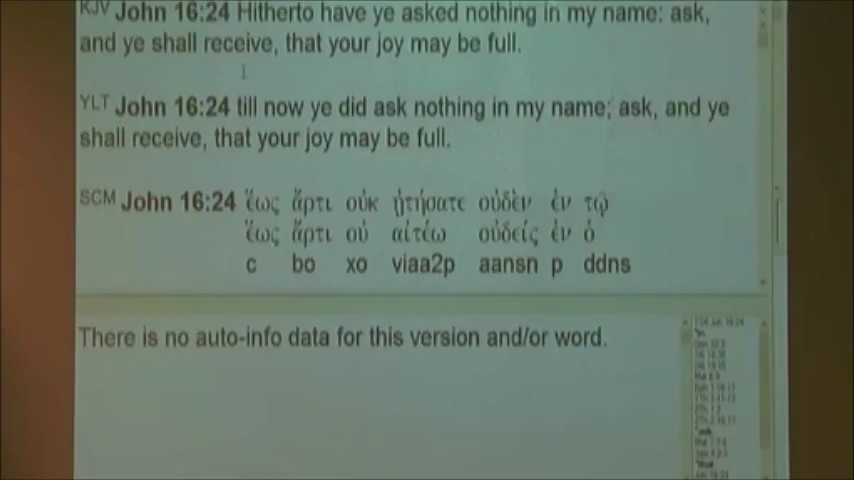 KJV John 16:24 Hitherto have ye asked nothing in my name: ask,
and ye shall receive, that your joy may be full.
YLT John 16:24 till now ye did ask nothing in my name; ask, and ye
shall receive, that your joy may be full.
SCM John 16:24 ἕως ἄρτι οὐκ ᾐτήσατε οὐδὲν ἐν τῷ
ἕως ἄρτι οὐ αἰτέω οὐδείς ἐν ὁ
c bo xo viaa2p aansn p ddns
There is no auto-info data for this version and/or word.